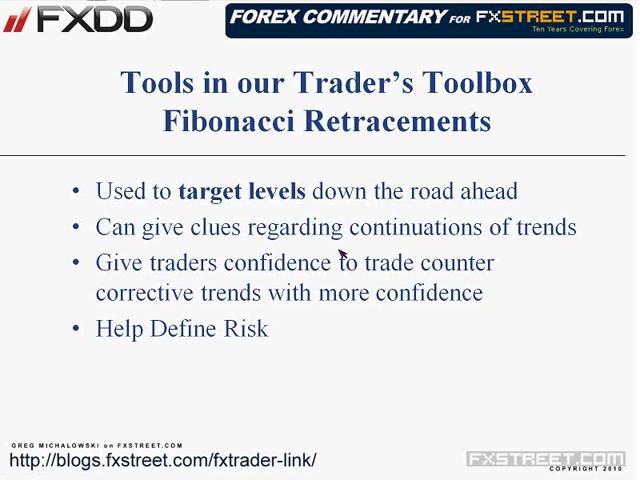 FXDD
FOREX COMMENTARY FOR FXSTREET.COM
Ten Years Covering Forex
Tools in our Trader's Toolbox
Fibonacci Retracements
• Used to target levels down the road ahead
• Can give clues regarding continuations of trends
• Give traders confidence to trade counter
corrective trends with more confidence
• Help Define Risk
GREG MICHALOWSKI on FXSTREET.COM
http://blogs.fxstreet.com/fxtrader-link/
FXSTREET.COM
COPYRIGHT 2010